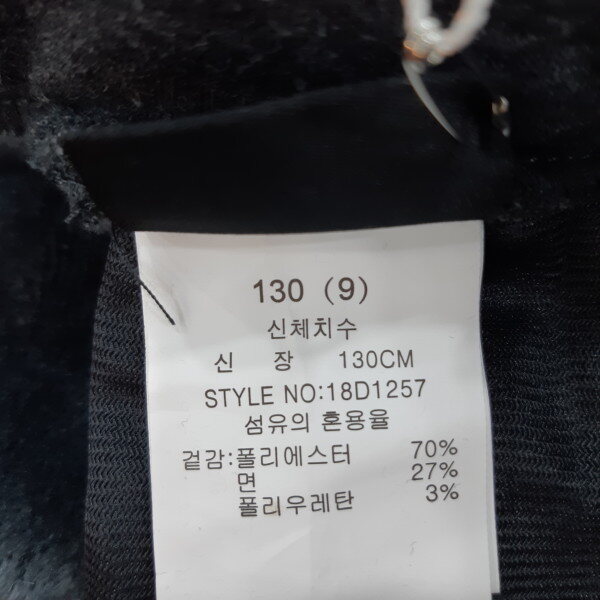 130 (9)
신체치수
신 장 130CM
STYLE NO:18D1257
섬유의 혼용율
겉감:폴리에스터 70%
면 27%
폴리우레탄 3%